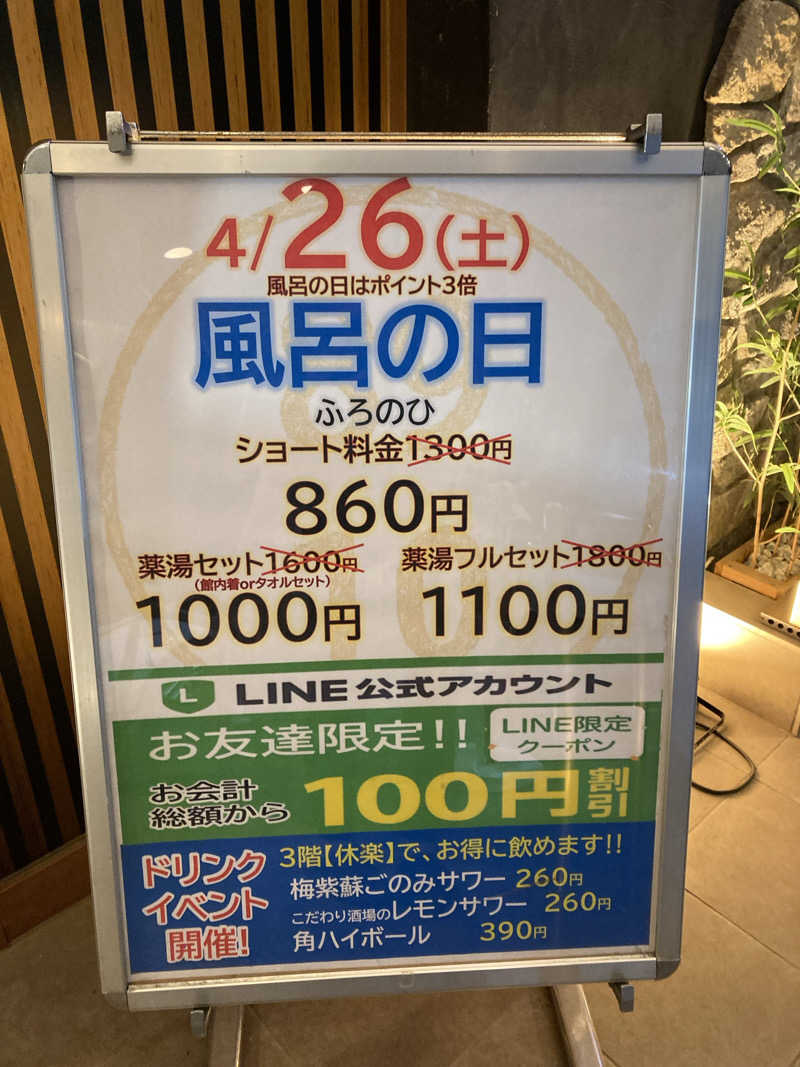 4/26(土)
風呂の日はポイント3倍
風呂の日
ふろのひ
ショート料金1300円
860円
薬湯セット1600円
(館内着orタオルセット)
1000円
薬湯フルセット1800円
1100円
L LINE公式アカウント
お友達限定!!
LINE限定
クーポン
お会計
総額から
100円割引
ドリンク
イベント
開催!
3階【休楽】で、お得に飲めます!!
梅紫蘇ごのみサワー 260円
こだわり酒場のレモンサワー 260円
角ハイボール 390円